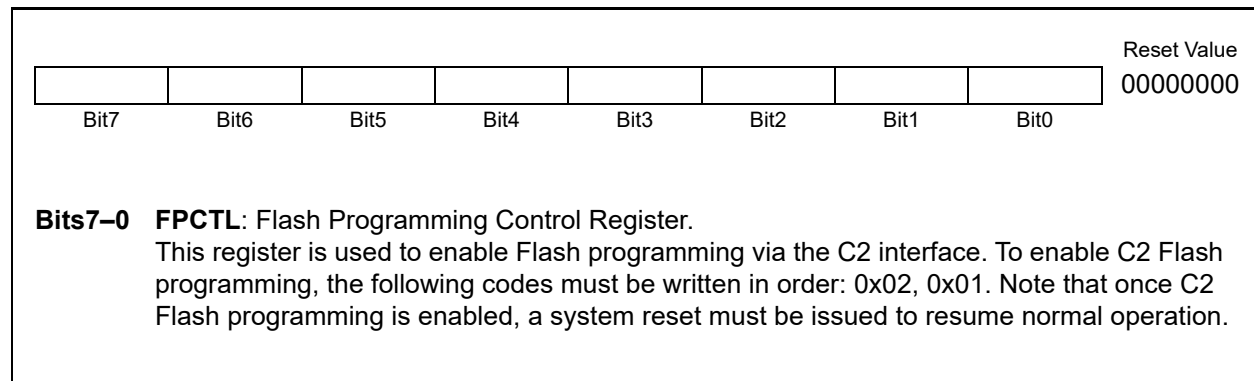 Reset Value
00000000
Bit7 Bit6 Bit5 Bit4 Bit3 Bit2 Bit1 Bit0
Bits7–0 FPCTL: Flash Programming Control Register.
This register is used to enable Flash programming via the C2 interface. To enable C2 Flash
programming, the following codes must be written in order: 0x02, 0x01. Note that once C2
Flash programming is enabled, a system reset must be issued to resume normal operation.